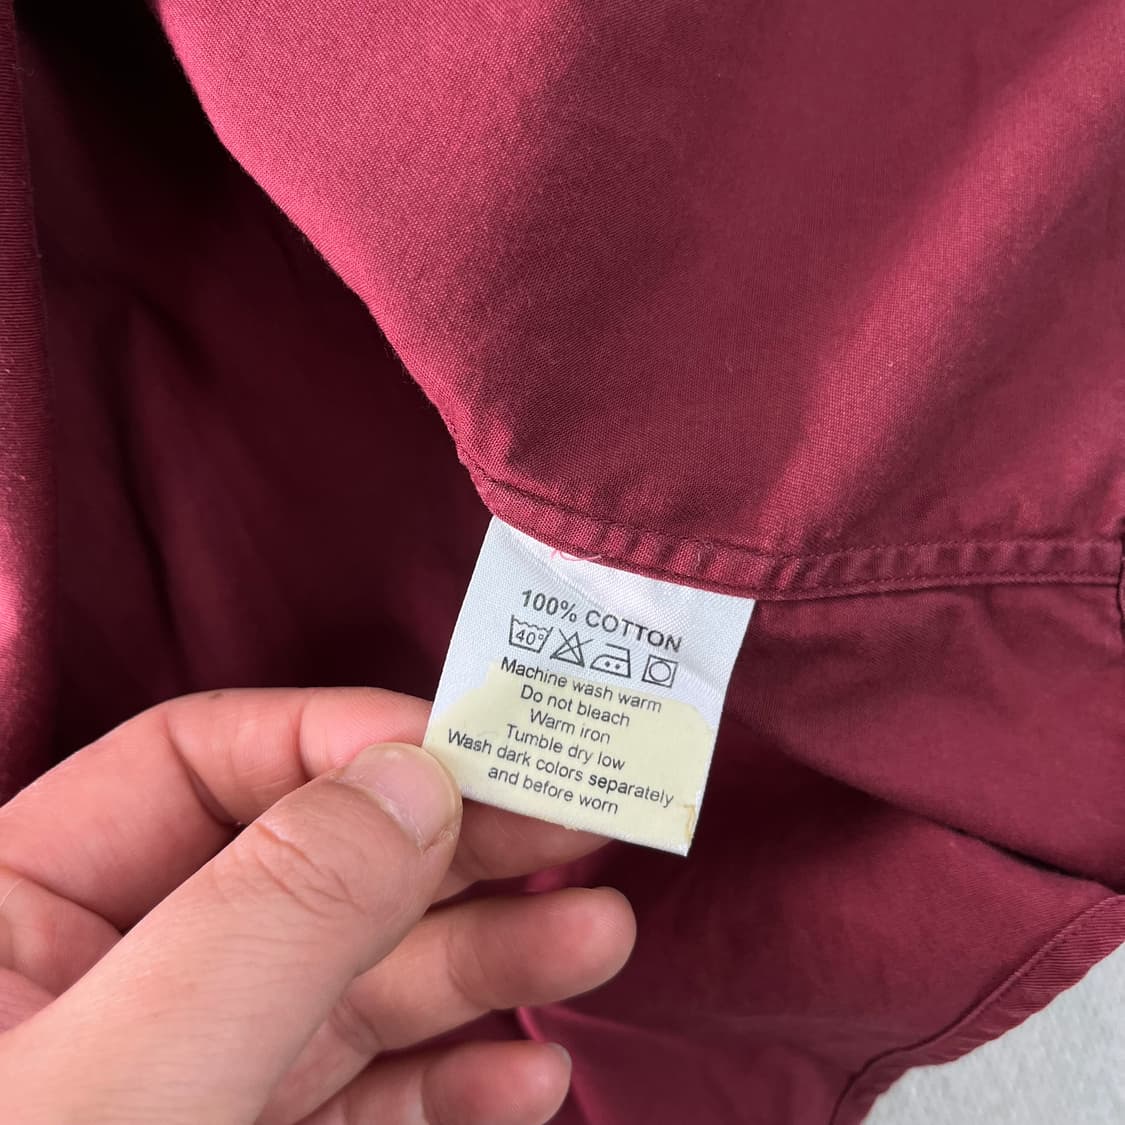 100% COTTON
40°
Machine wash warm
Do not bleach
Warm iron
Tumble dry low
Wash dark colors separately
and before worn